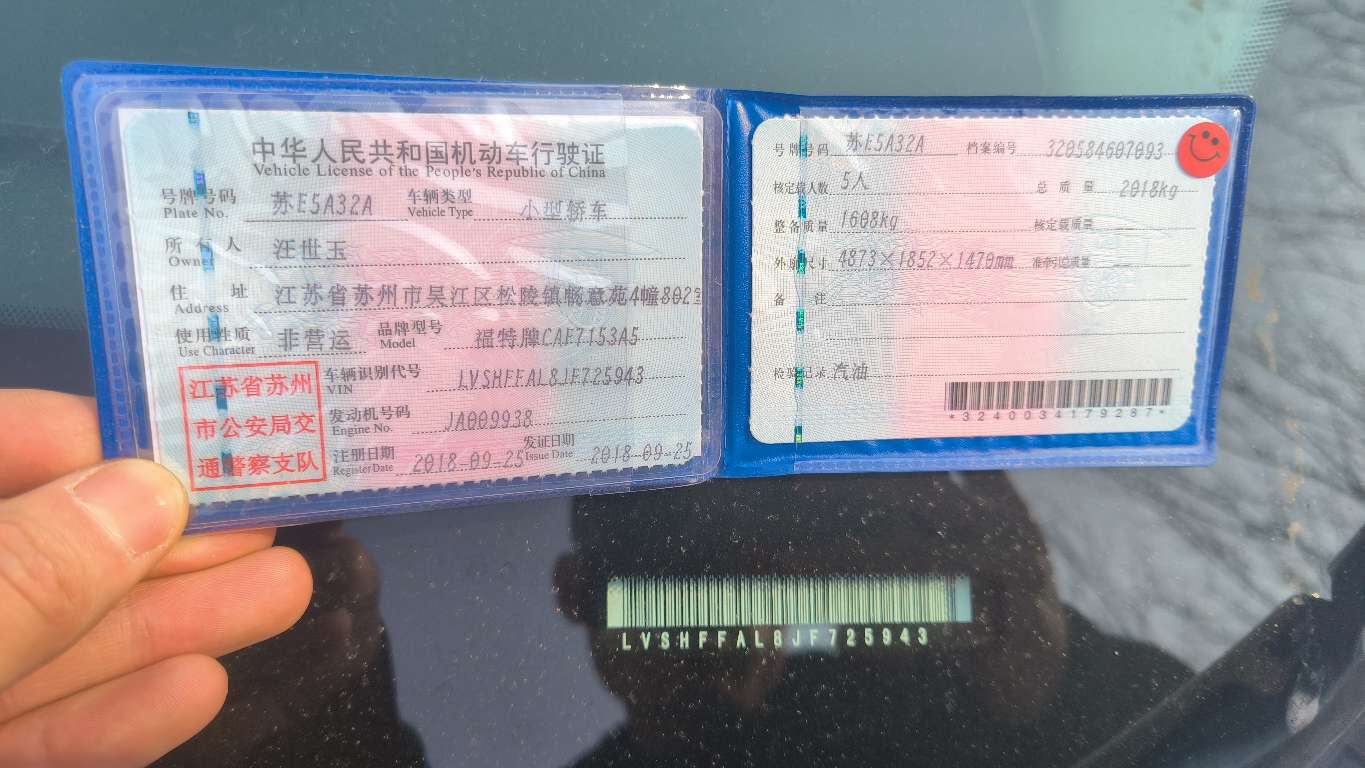 中华人民共和国机动车行驶证
Vehicle License of the People's Republic of China
号牌号码 苏E5A32A 车辆类型 小型轿车
Plate No. Vehicle Type
所有人 汪世玉
Owner
住址 江苏省苏州市吴江区松陵镇畅意苑4幢802室
Address
使用性质 非营运 品牌型号 福特牌CAF7153A5
Use Character Model
车辆识别代号 LVSHFFAL8JF725943
VIN
发动机号码 JA009938
Engine No.
注册日期 2018-09-25 发证日期 2018-09-25
Register Date Issue Date
江苏省苏州
市公安局交
通警察支队
号牌号码 苏E5A32A 档案编号 320584607093
核定载人数 5人 总质量 2018kg
整备质量 1608kg 核定载质量
外廓尺寸 4873×1852×1470mm 准牵引总质量
备注
检验记录 汽油
*3240034179287*
LVSHFFAL8JF725943